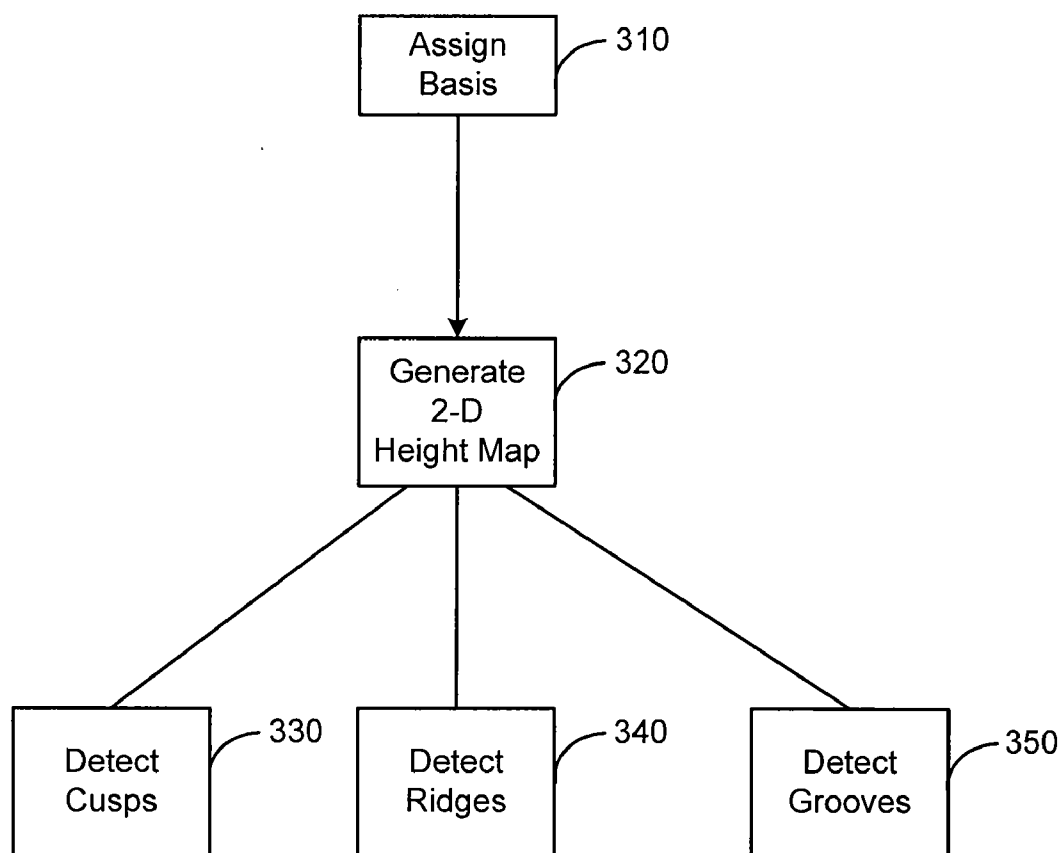 Assign
Basis
310
Generate
2-D
Height Map
320
Detect
Cusps
330
Detect
Ridges
340
Detect
Grooves
350